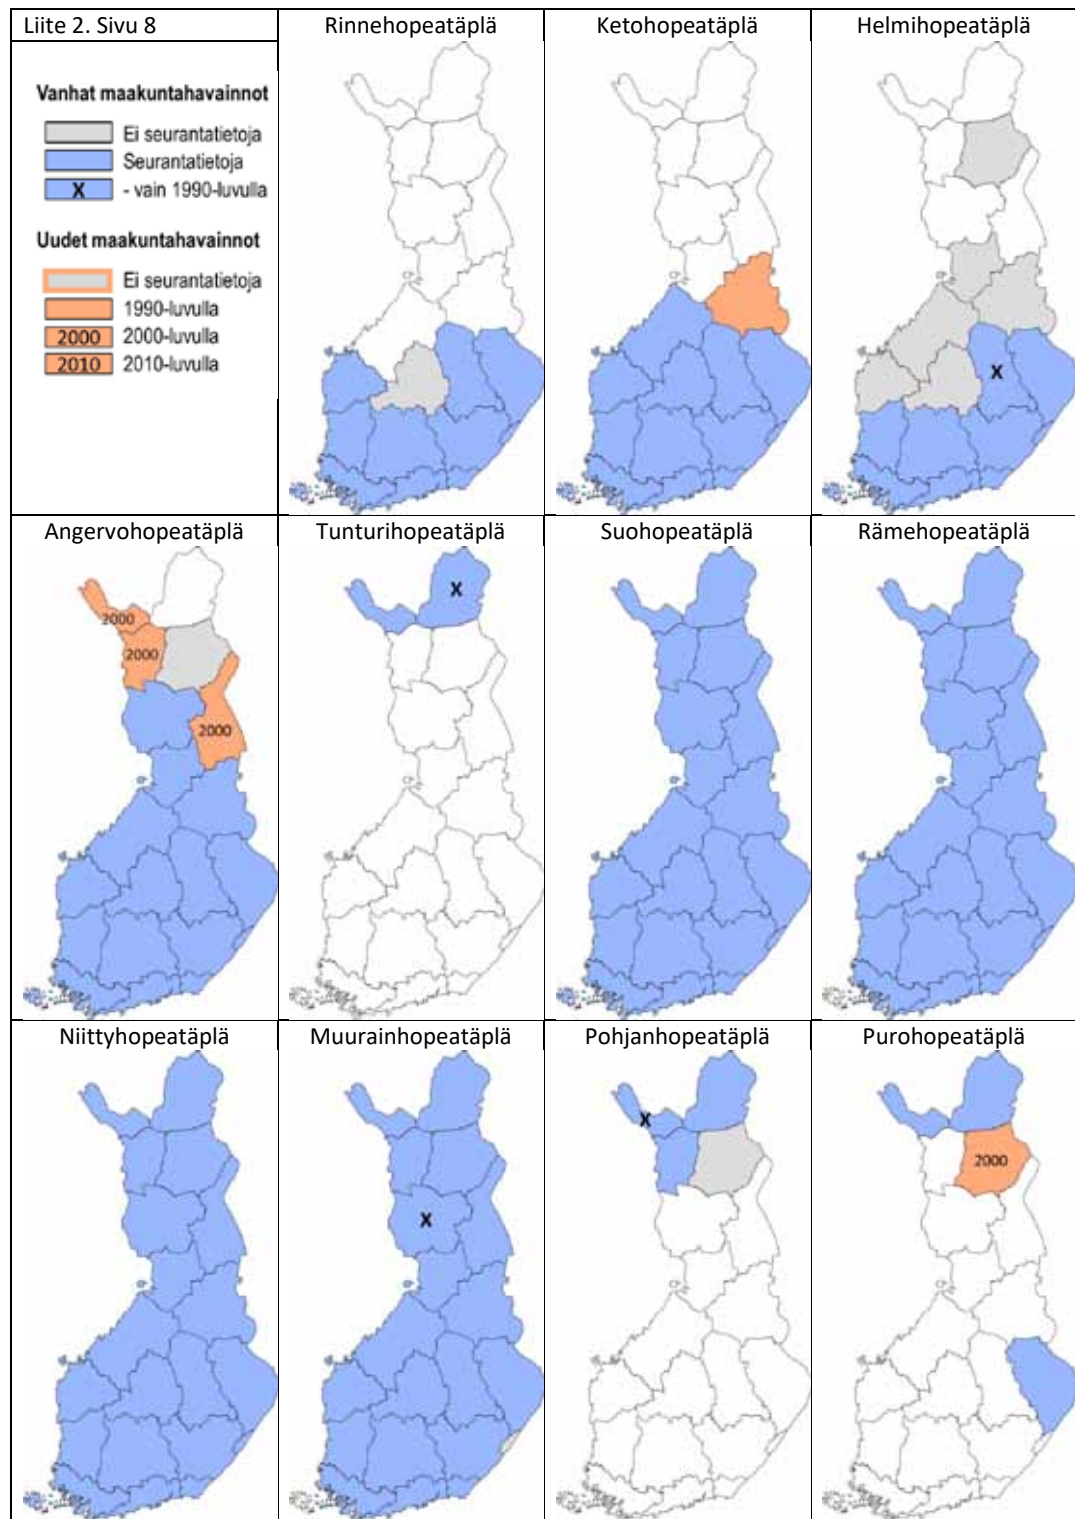 Liite 2. Sivu 8
Rinnehopeatäplä
Ketohopeatäplä
Helmihopeatäplä
Vanhat maakuntahavainnot
Ei seurantatietoja
Seurantatietoja
X - vain 1990-luvulla
Uudet maakuntahavainnot
Ei seurantatietoja
1990-luvulla
2000 2000-luvulla
2010 2010-luvulla
X
Angervohopeatäplä
Tunturihopeatäplä
Suohopeatäplä
Rämehopeatäplä
2000
2000
2000
X
Niittyhopeatäplä
Muurainhopeatäplä
Pohjanhopeatäplä
Purohopeatäplä
X
X
2000